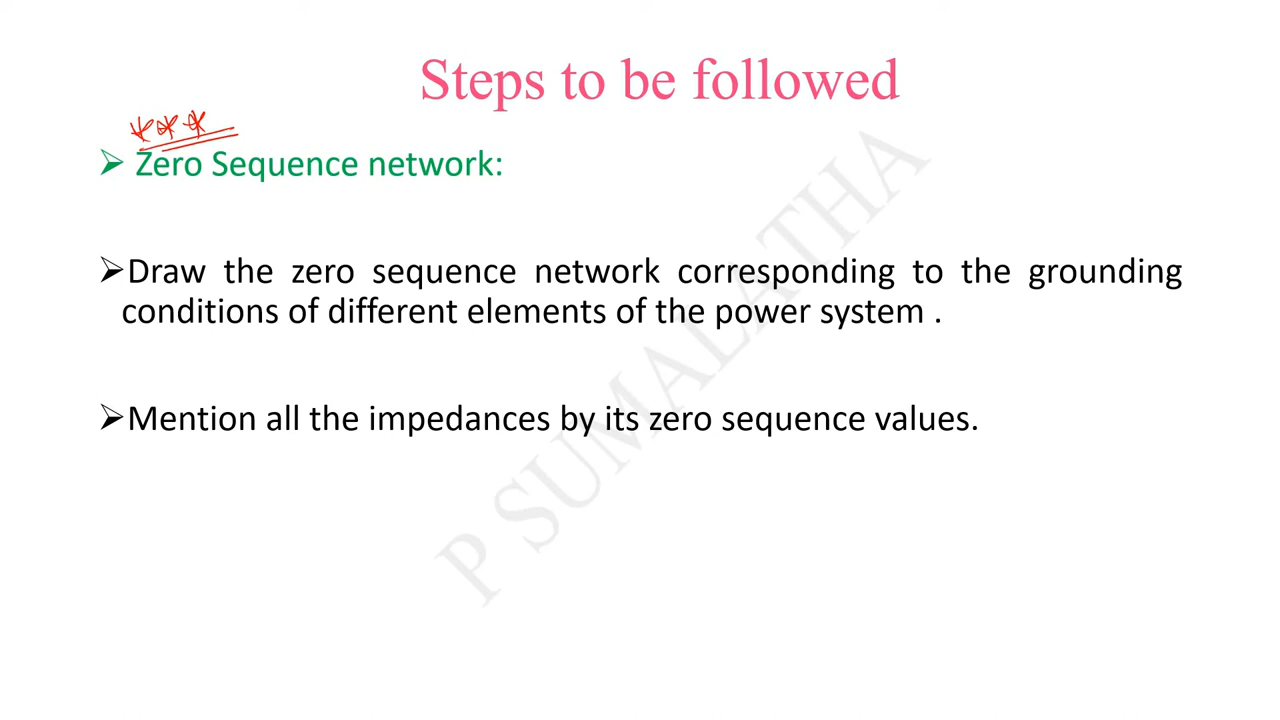 Steps to be followed
***
➢ Zero Sequence network:
➢Draw the zero sequence network corresponding to the grounding
conditions of different elements of the power system .
➢Mention all the impedances by its zero sequence values.
P SUMALATHA